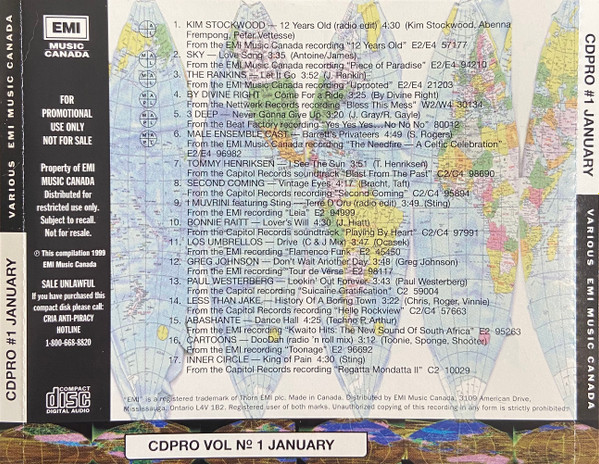 EMI
MUSIC
CANADA
FOR
PROMOTIONAL
USE ONLY
NOT FOR SALE
Property of EMI
MUSIC CANADA
Distributed for
restricted use only.
Subject to recall.
Not for resale.
℗ This compilation 1999
EMI Music Canada
SALE UNLAWFUL
If you have purchased this
compact disk please call:
CRIA ANTI-PIRACY
HOTLINE
1-800-668-8820
COMPACT
disc
DIGITAL AUDIO
VARIOUS EMI MUSIC CANADA
CDPRO #1 JANUARY
1. KIM STOCKWOOD — 12 Years Old (radio edit) 4:30 (Kim Stockwood, Abenna
Frempong, Peter Vettesse)
From the EMI Music Canada recording "12 Years Old" E2/E4 57177
2. SKY — Love Song 3:35 (Antoine/James)
From the EMI Music Canada recording "Piece of Paradise" E2/E4 94210
3. THE RANKINS — Let It Go 3:52 (J. Rankin)
From the EMI Music Canada recording "Uprooted" E2/E4 21203
4. BY DIVINE RIGHT — Come For a Ride 3:25 (By Divine Right)
From the Nettwerk Records recording "Bless This Mess" W2/W4 30134
5. 3 DEEP — Never Gonna Give Up 3:20 (J. Gray/R. Gayle)
From the Beat Factory recording "Yes Yes Yes...No No No" 80012
6. MALE ENSEMBLE CAST — Barrett's Privateers 4:49 (S. Rogers)
From the EMI Music Canada recording "The Needfire — A Celtic Celebration"
E2/E4 96982
7. TOMMY HENRIKSEN — I See The Sun 3:51 (T. Henriksen)
From the Capitol Records soundtrack "Blast From The Past" C2/C4 98690
8. SECOND COMING — Vintage Eyes 4:17 (Bracht, Taft)
From the Capitol Records recording "Second Coming" C2/C4 95894
9. I MUVRINI featuring Sting — Terre D'Oru (radio edit) 3:49 (Sting)
From the EMI recording "Leia" E2 94999
10. BONNIE RAITT — Lover's Will 4:30 (J. Hiatt)
From the Capitol Records soundtrack "Playing By Heart" C2/C4 97991
11. LOS UMBRELLOS — Drive (C & J Mix) 3:47 (Ocasek)
From the EMI recording "Flamenco Funk" E2 45450
12. GREG JOHNSON — Don't Wait Another Day 3:48 (Greg Johnson)
From the EMI recording "Tour de Verse" E2 98117
13. PAUL WESTERBERG — Lookin' Out Forever 3:43 (Paul Westerberg)
From the Capitol Records recording "Suicaine Gratification" C2 59004
14. LESS THAN JAKE — History Of A Boring Town 3:22 (Chris, Roger, Vinnie)
From the Capitol Records recording "Hello Rockview" C2/C4 57663
15. ABASHANTE — Dance Hall 4:25 (Techno P, Arthur)
From the EMI recording "Kwaito Hits: The New Sound Of South Africa" E2 95263
16. CARTOONS — DooDah (radio 'n roll mix) 3:12 (Toonie, Sponge, Shooter)
From the EMI recording "Toonage" E2 96692
17. INNER CIRCLE — King of Pain 4:30 (Sting)
From the Capitol Records recording "Regatta Mondatta II" C2 10029
"EMI" is a registered trademark of Thorn EMI plc. Made in Canada. Distributed by EMI Music Canada, 3109 American Drive,
Mississauga, Ontario L4V 1B2. Registered user of both marks. Unauthorized copying of this recording in any form is strictly prohibited.
CDPRO VOL Nº 1 JANUARY
CDPRO #1 JANUARY
VARIOUS EMI MUSIC CANADA